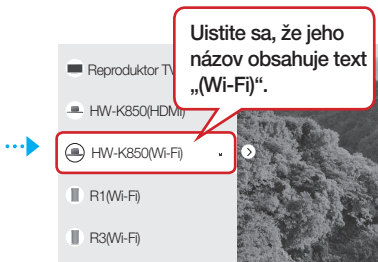 Uistite sa, že jeho
názov obsahuje text
„(Wi-Fi)“.
Reproduktor TV
HW-K850(HDMI)
HW-K850(Wi-Fi)
R1(Wi-Fi)
R3(Wi-Fi)